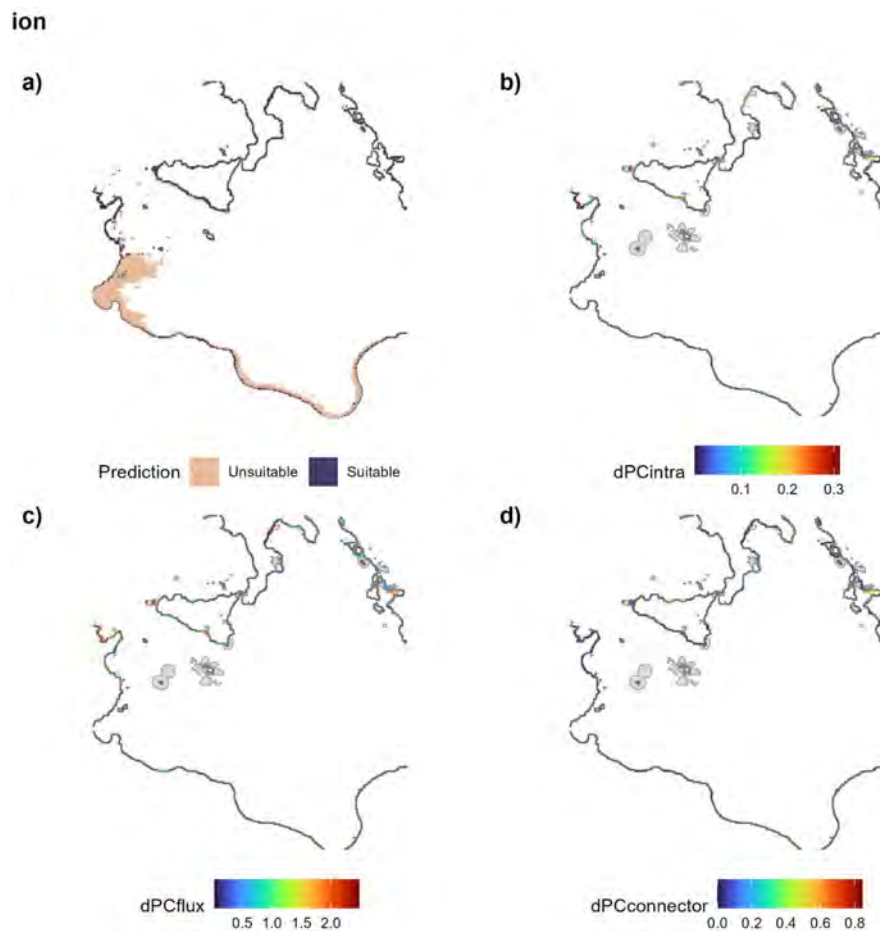 ion
a)
b)
Prediction Unsuitable Suitable
dPCintra
0.1 0.2 0.3
c)
d)
dPCflux
0.5 1.0 1.5 2.0
dPCconnector
0.0 0.2 0.4 0.6 0.8